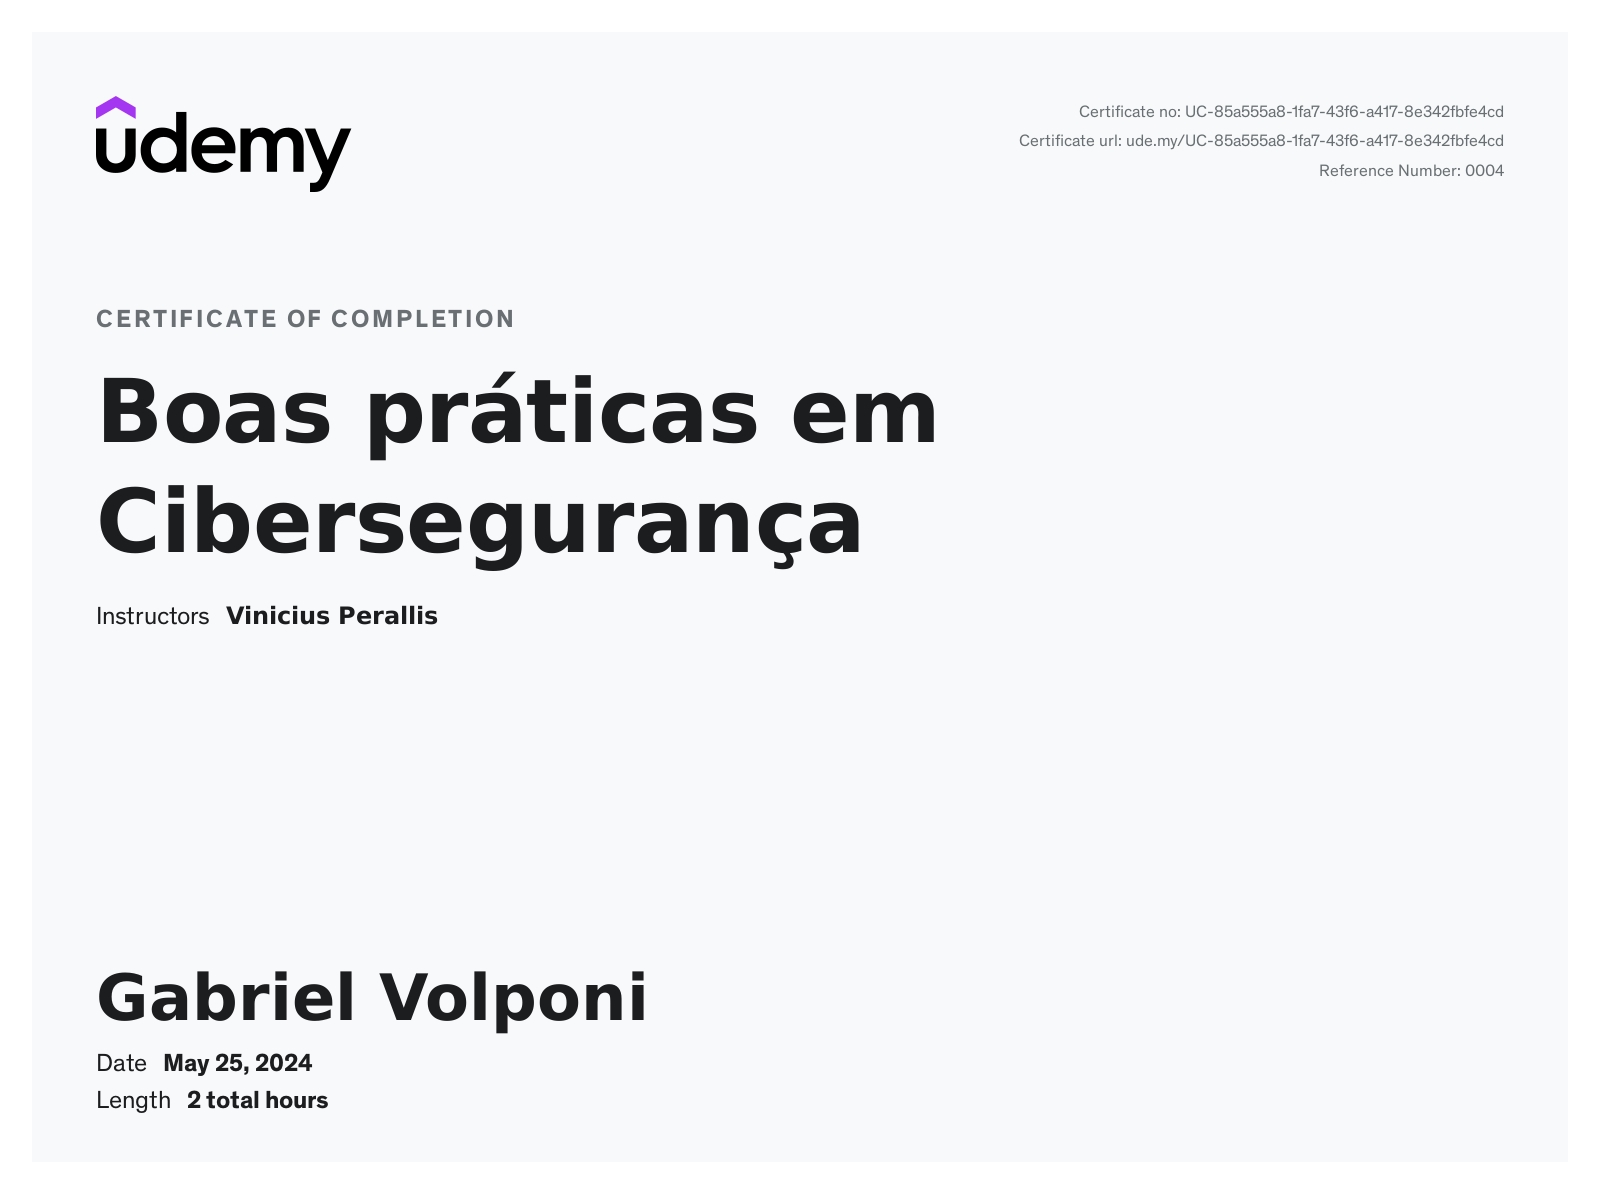 udemy
Certificate no: UC-85a555a8-1fa7-43f6-a417-8e342fbfe4cd
Certificate url: ude.my/UC-85a555a8-1fa7-43f6-a417-8e342fbfe4cd
Reference Number: 0004
CERTIFICATE OF COMPLETION
Boas práticas em
Cibersegurança
Instructors Vinicius Perallis
Gabriel Volponi
Date May 25, 2024
Length 2 total hours